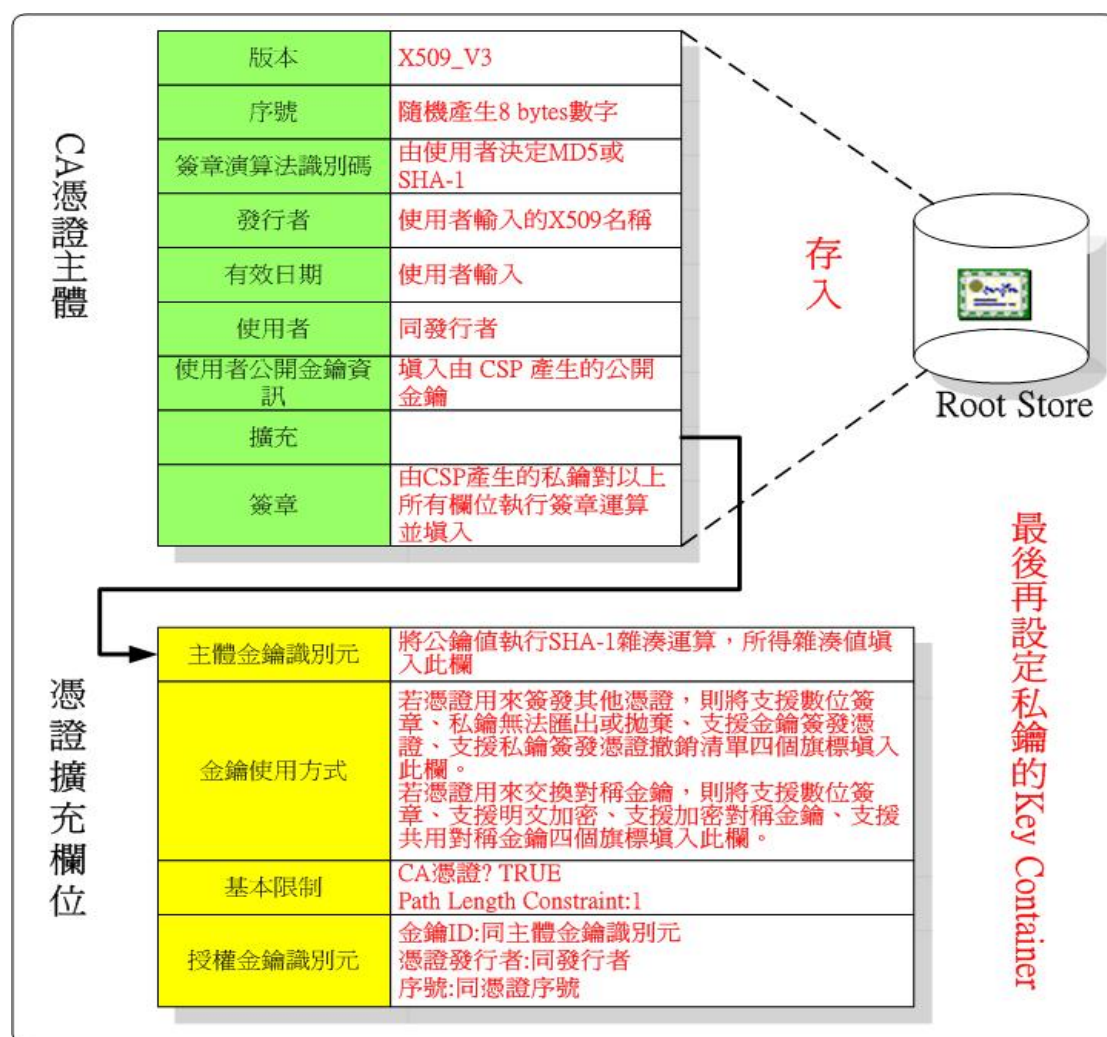 CA憑證主體
版本
X509_V3
序號
隨機產生8 bytes數字
簽章演算法識別碼
由使用者決定MD5或
SHA-1
發行者
使用者輸入的X509名稱
有效日期
使用者輸入
使用者
同發行者
使用者公開金鑰資
訊
填入由 CSP 產生的公開
金鑰
擴充
簽章
由CSP產生的私鑰對以上
所有欄位執行簽章運算
並填入
存入
Root Store
憑證擴充欄位
主體金鑰識別元
將公鑰值執行SHA-1雜湊運算，所得雜湊值填
入此欄
金鑰使用方式
若憑證用來簽發其他憑證，則將支援數位簽
章、私鑰無法匯出或拋棄、支援金鑰簽發憑
證、支援私鑰簽發憑證撤銷清單四個旗標填入
此欄。
若憑證用來交換對稱金鑰，則將支援數位簽
章、支援明文加密、支援加密對稱金鑰、支援
共用對稱金鑰四個旗標填入此欄。
基本限制
CA憑證? TRUE
Path Length Constraint:1
授權金鑰識別元
金鑰ID:同主體金鑰識別元
憑證發行者:同發行者
序號:同憑證序號
最後再設定私鑰的Key Container